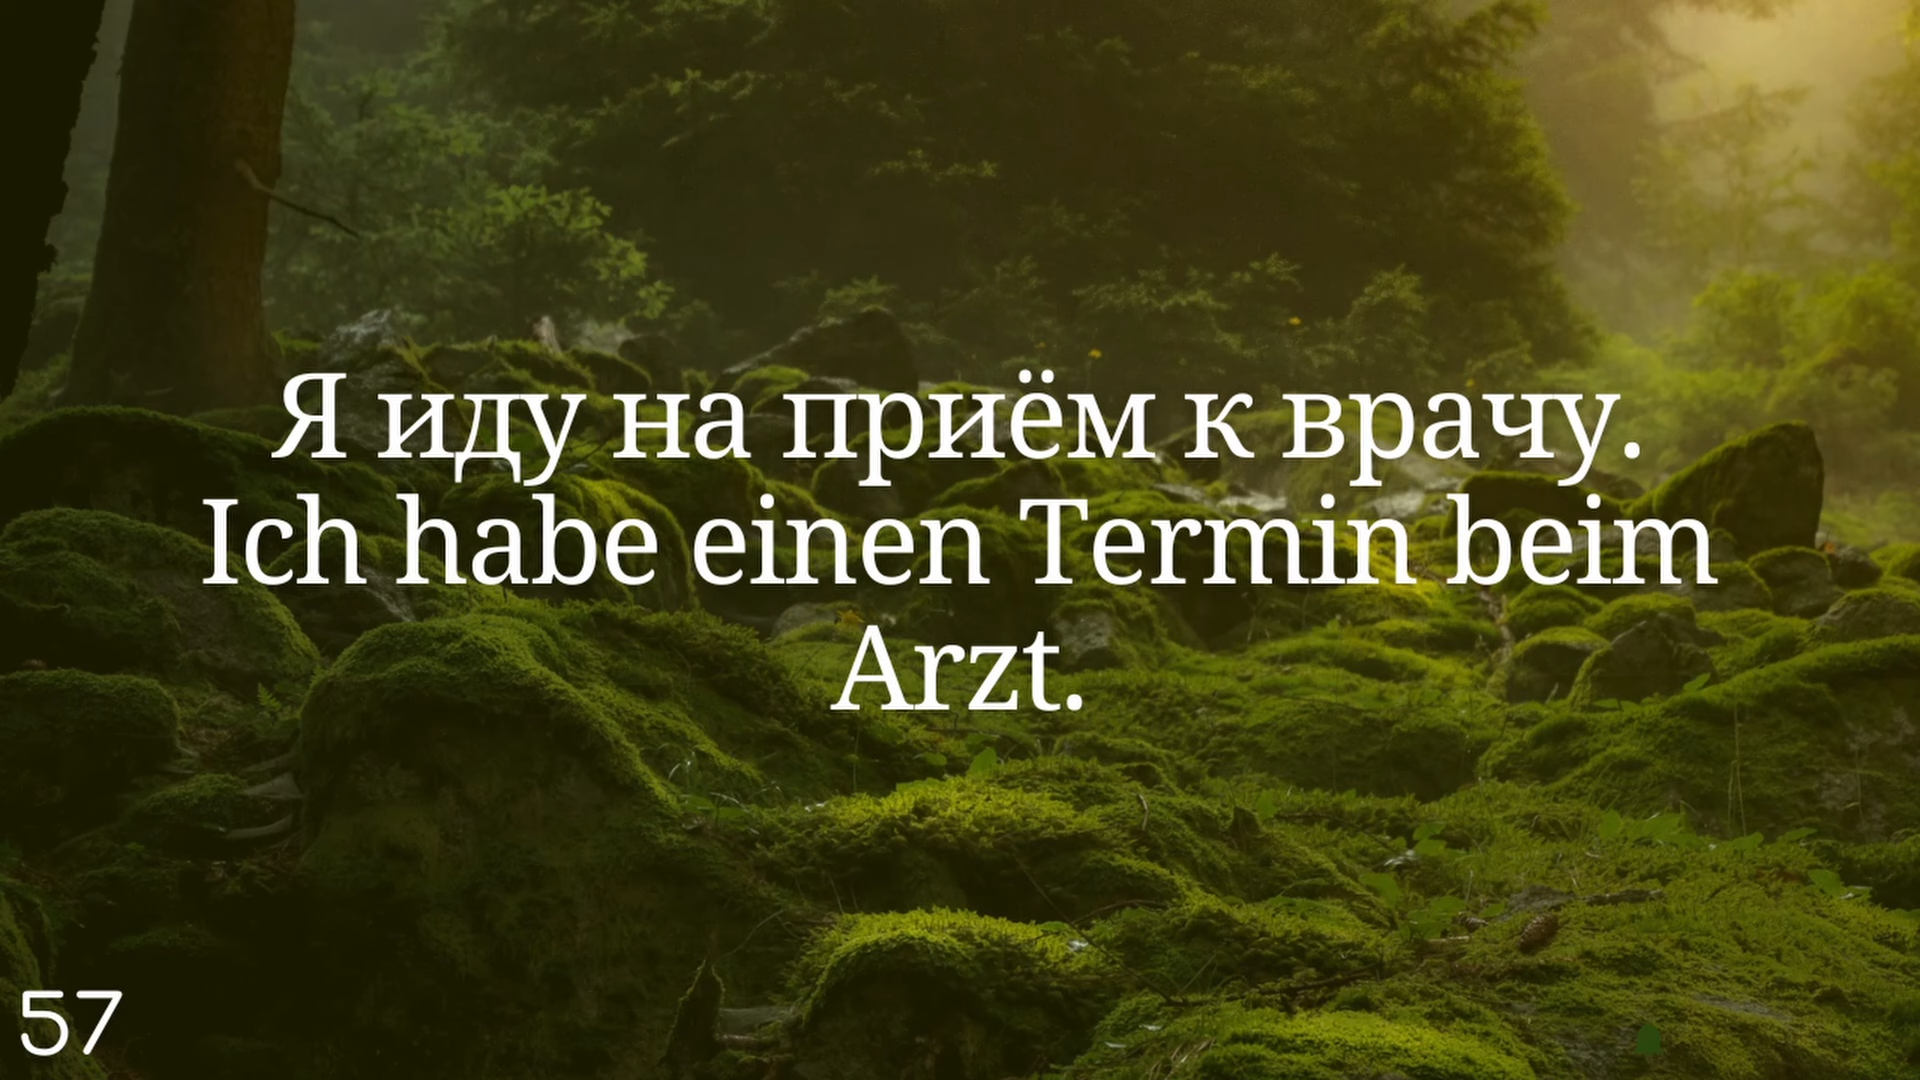 Я иду на приём к врачу.
Ich habe einen Termin beim
Arzt.
57